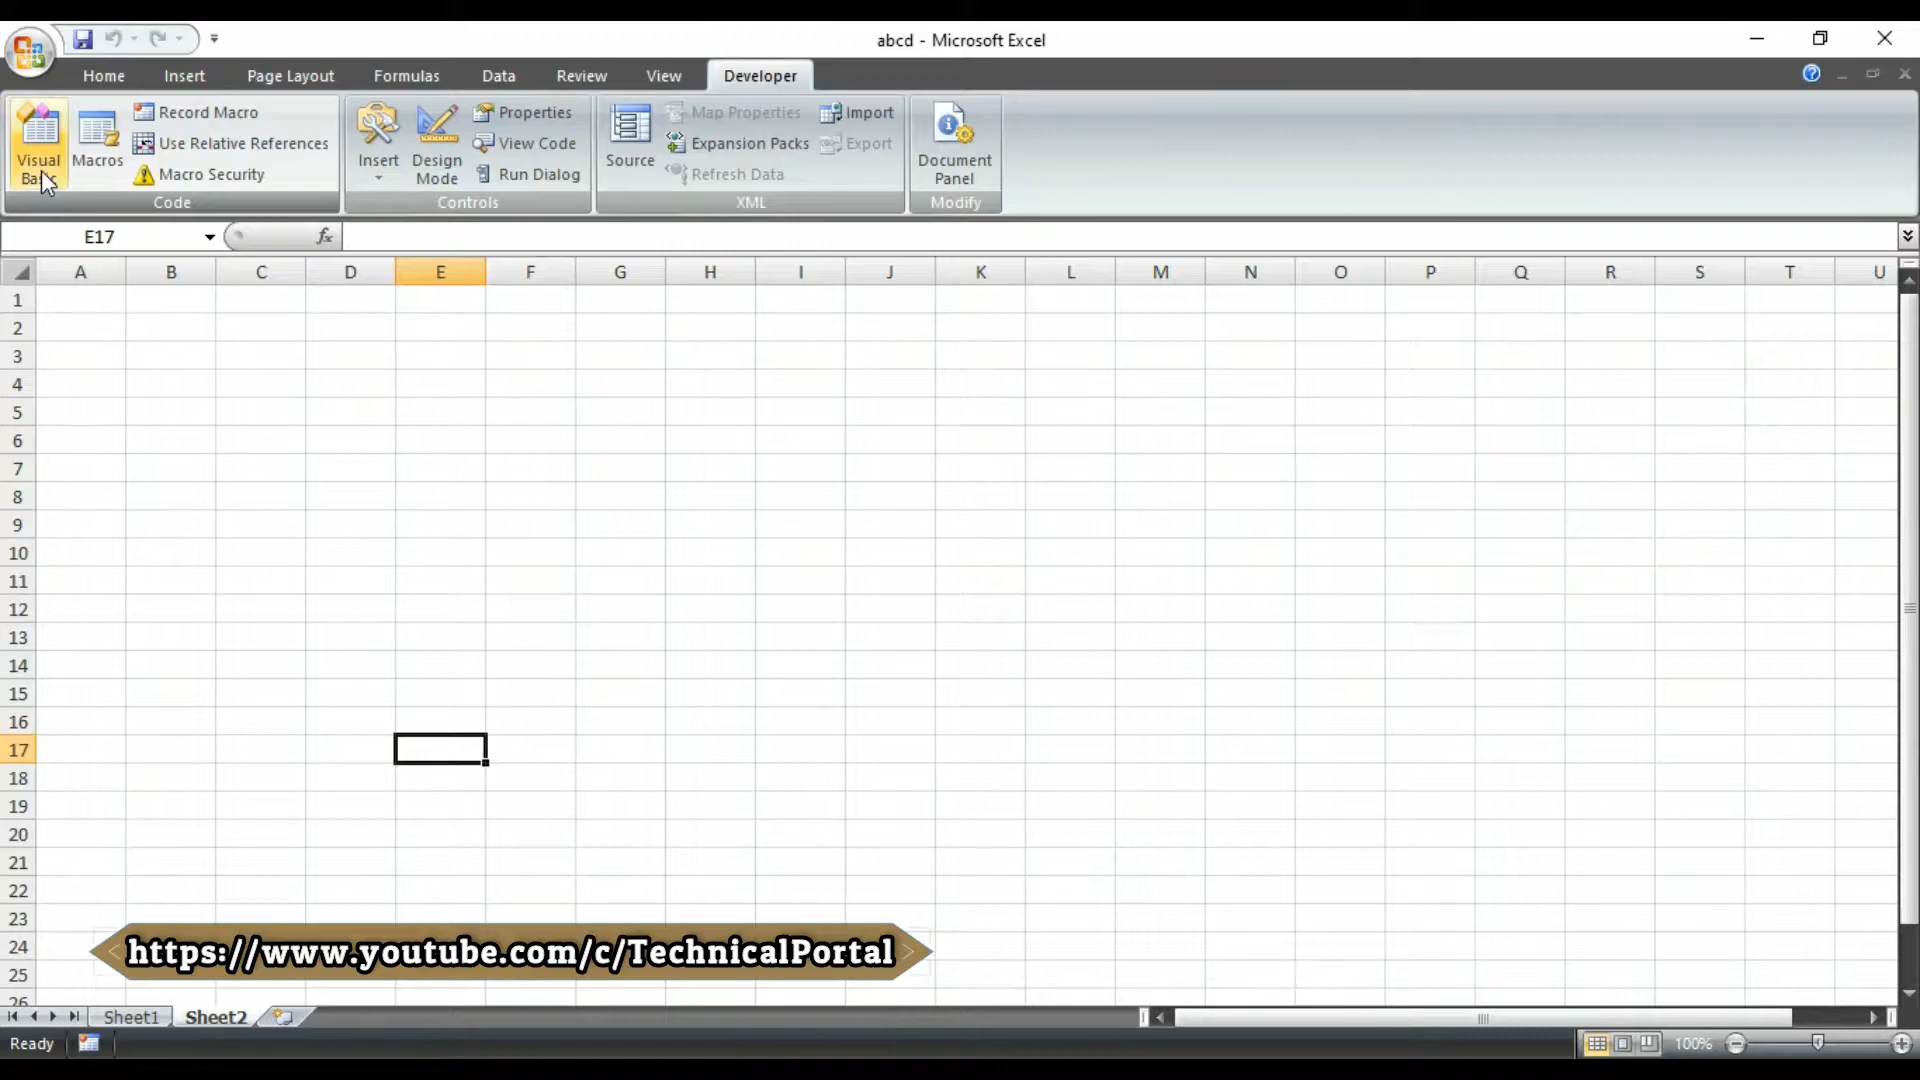 abcd - Microsoft Excel
Home Insert Page Layout Formulas Data Review View Developer
Visual Basic
Macros
Record Macro
Use Relative References
Macro Security
Code
Insert
Design Mode
Properties
View Code
Run Dialog
Controls
Source
Map Properties
Expansion Packs
Refresh Data
Import
Export
XML
Document Panel
Modify
E17
fx
A B C D E F G H I J K L M N O P Q R S T U
1
2
3
4
5
6
7
8
9
10
11
12
13
14
15
16
17
18
19
20
21
22
23
24
25
26
https://www.youtube.com/c/TechnicalPortal
Sheet1 Sheet2
Ready
100%